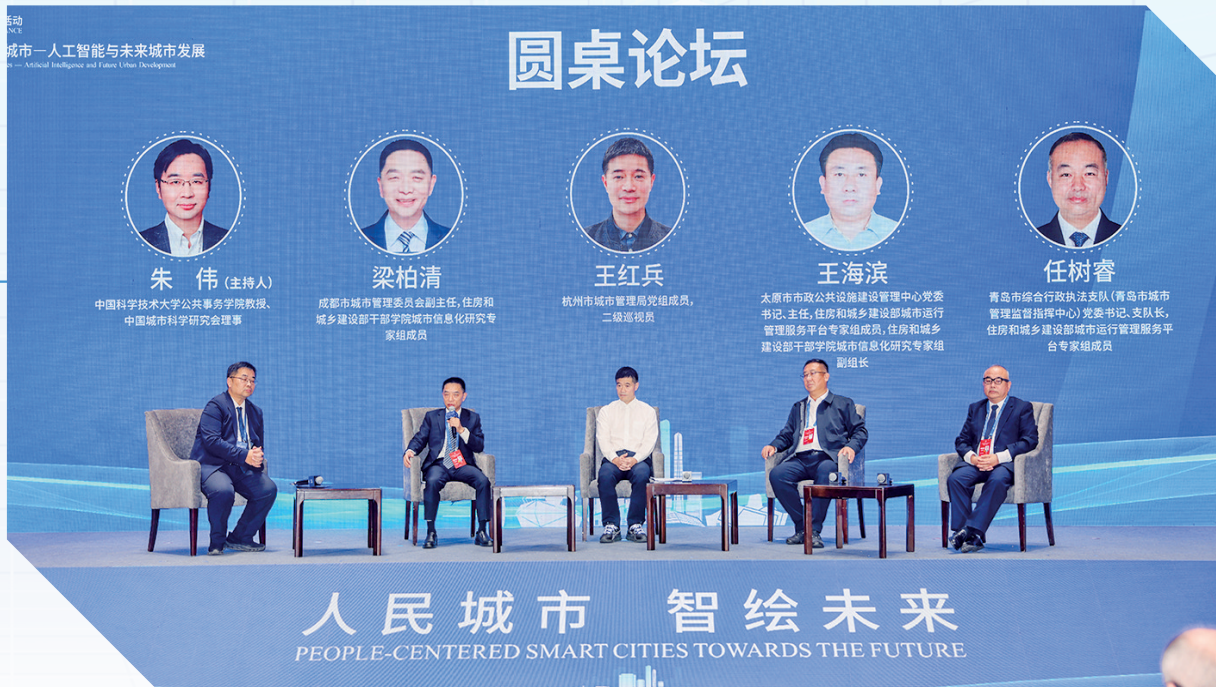 活动
城市—人工智能与未来城市发展
— Artificial Intelligence and Future Urban Development
圆桌论坛
朱 伟（主持人）
中国科学技术大学公共事务学院教授、
中国城市科学研究会理事
梁柏清
成都市城市管理委员会副主任，住房和
城乡建设部干部学院城市信息化研究专
家组成员
王红兵
杭州市城市管理局党组成员，
二级巡视员
王海滨
太原市市政公共设施建设管理中心党委
书记、主任，住房和城乡建设部城市运行
管理服务平台专家组成员，住房和城乡
建设部干部学院城市信息化研究专家组
副组长
任树睿
青岛市综合行政执法支队（青岛市城市
管理监督指挥中心）党委书记、支队长，
住房和城乡建设部城市运行管理服务平
台专家组成员
人民城市 智绘未来
PEOPLE-CENTERED SMART CITIES TOWARDS THE FUTURE